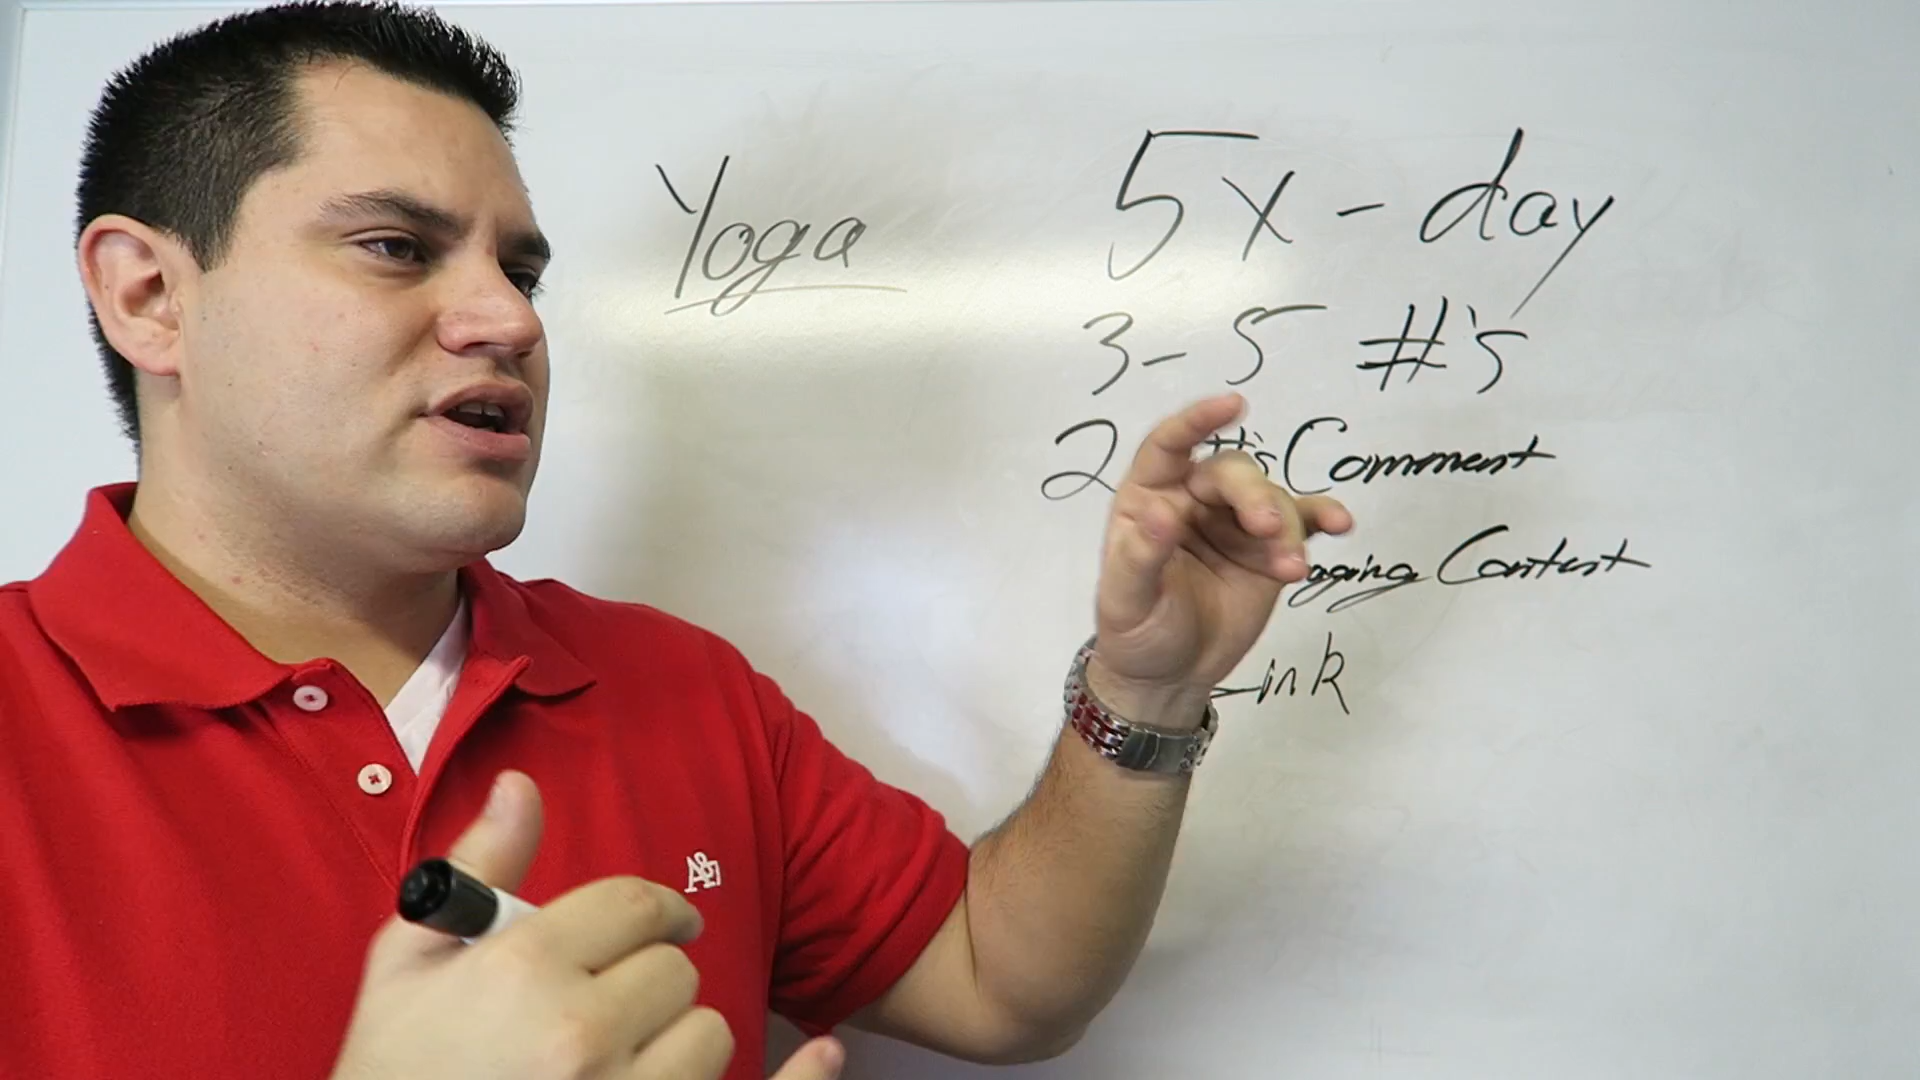 Yoga
5x - day
3-5 #'s
2 #'s Comment
aging Content
ink
A&